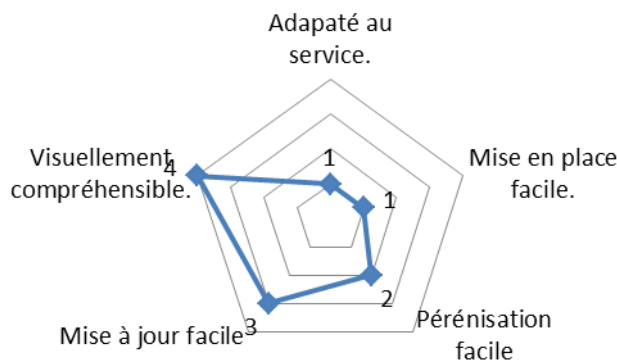 Adapaté au
service.
1
Visuellement
compréhensible.
4
Mise en place
facile.
1
2
Pérénisation
facile
Mise à jour facile
3